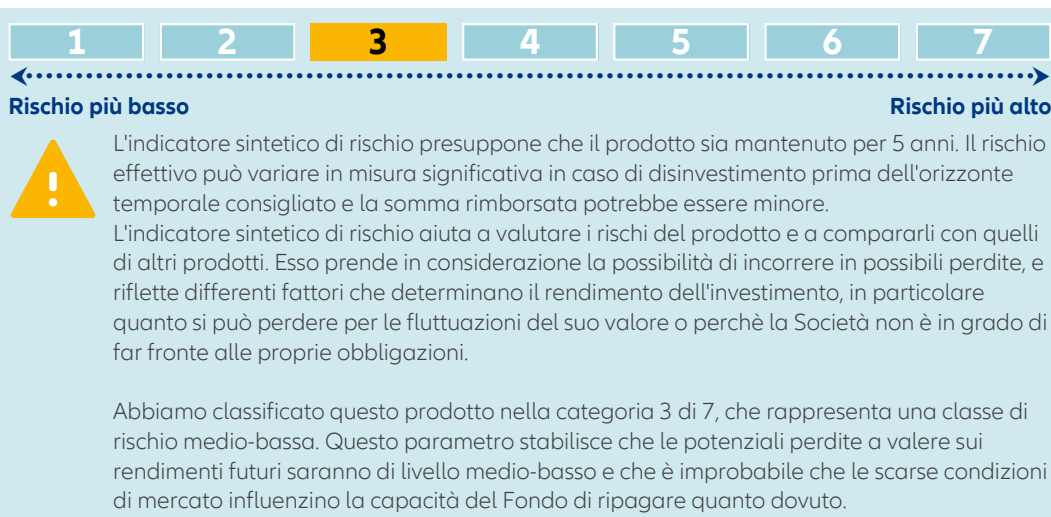 1 2 3 4 5 6 7
Rischio più basso Rischio più alto
L'indicatore sintetico di rischio presuppone che il prodotto sia mantenuto per 5 anni. Il rischio
effettivo può variare in misura significativa in caso di disinvestimento prima dell'orizzonte
temporale consigliato e la somma rimborsata potrebbe essere minore.
L'indicatore sintetico di rischio aiuta a valutare i rischi del prodotto e a compararli con quelli
di altri prodotti. Esso prende in considerazione la possibilità di incorrere in possibili perdite, e
riflette differenti fattori che determinano il rendimento dell'investimento, in particolare
quanto si può perdere per le fluttuazioni del suo valore o perchè la Società non è in grado di
far fronte alle proprie obbligazioni.
Abbiamo classificato questo prodotto nella categoria 3 di 7, che rappresenta una classe di
rischio medio-bassa. Questo parametro stabilisce che le potenziali perdite a valere sui
rendimenti futuri saranno di livello medio-basso e che è improbabile che le scarse condizioni
di mercato influenzino la capacità del Fondo di ripagare quanto dovuto.